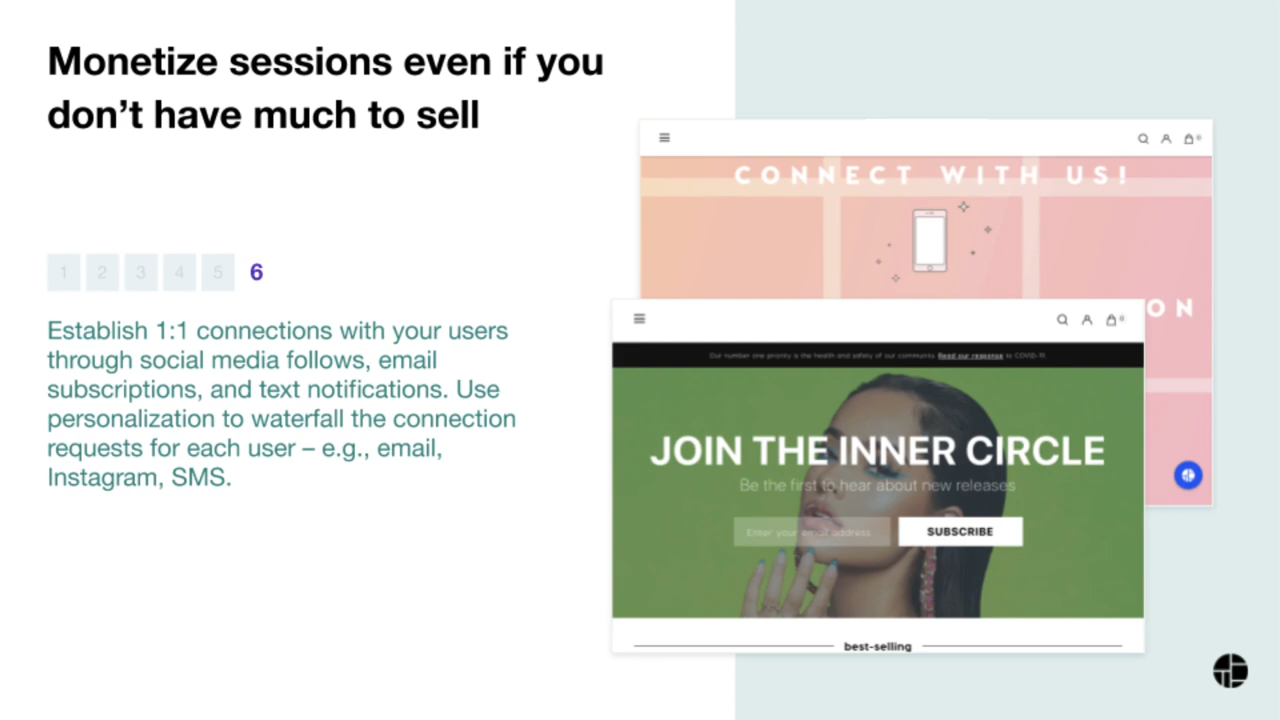 Monetize sessions even if you
don't have much to sell
1 2 3 4 5 6
Establish 1:1 connections with your users
through social media follows, email
subscriptions, and text notifications. Use
personalization to waterfall the connection
requests for each user – e.g., email,
Instagram, SMS.
CONNECT WITH US!
ON
0
Our number one priority is the health and safety of our community. Read our response to COVID-19.
JOIN THE INNER CIRCLE
Be the first to hear about new releases
Enter your email address
SUBSCRIBE
best-selling